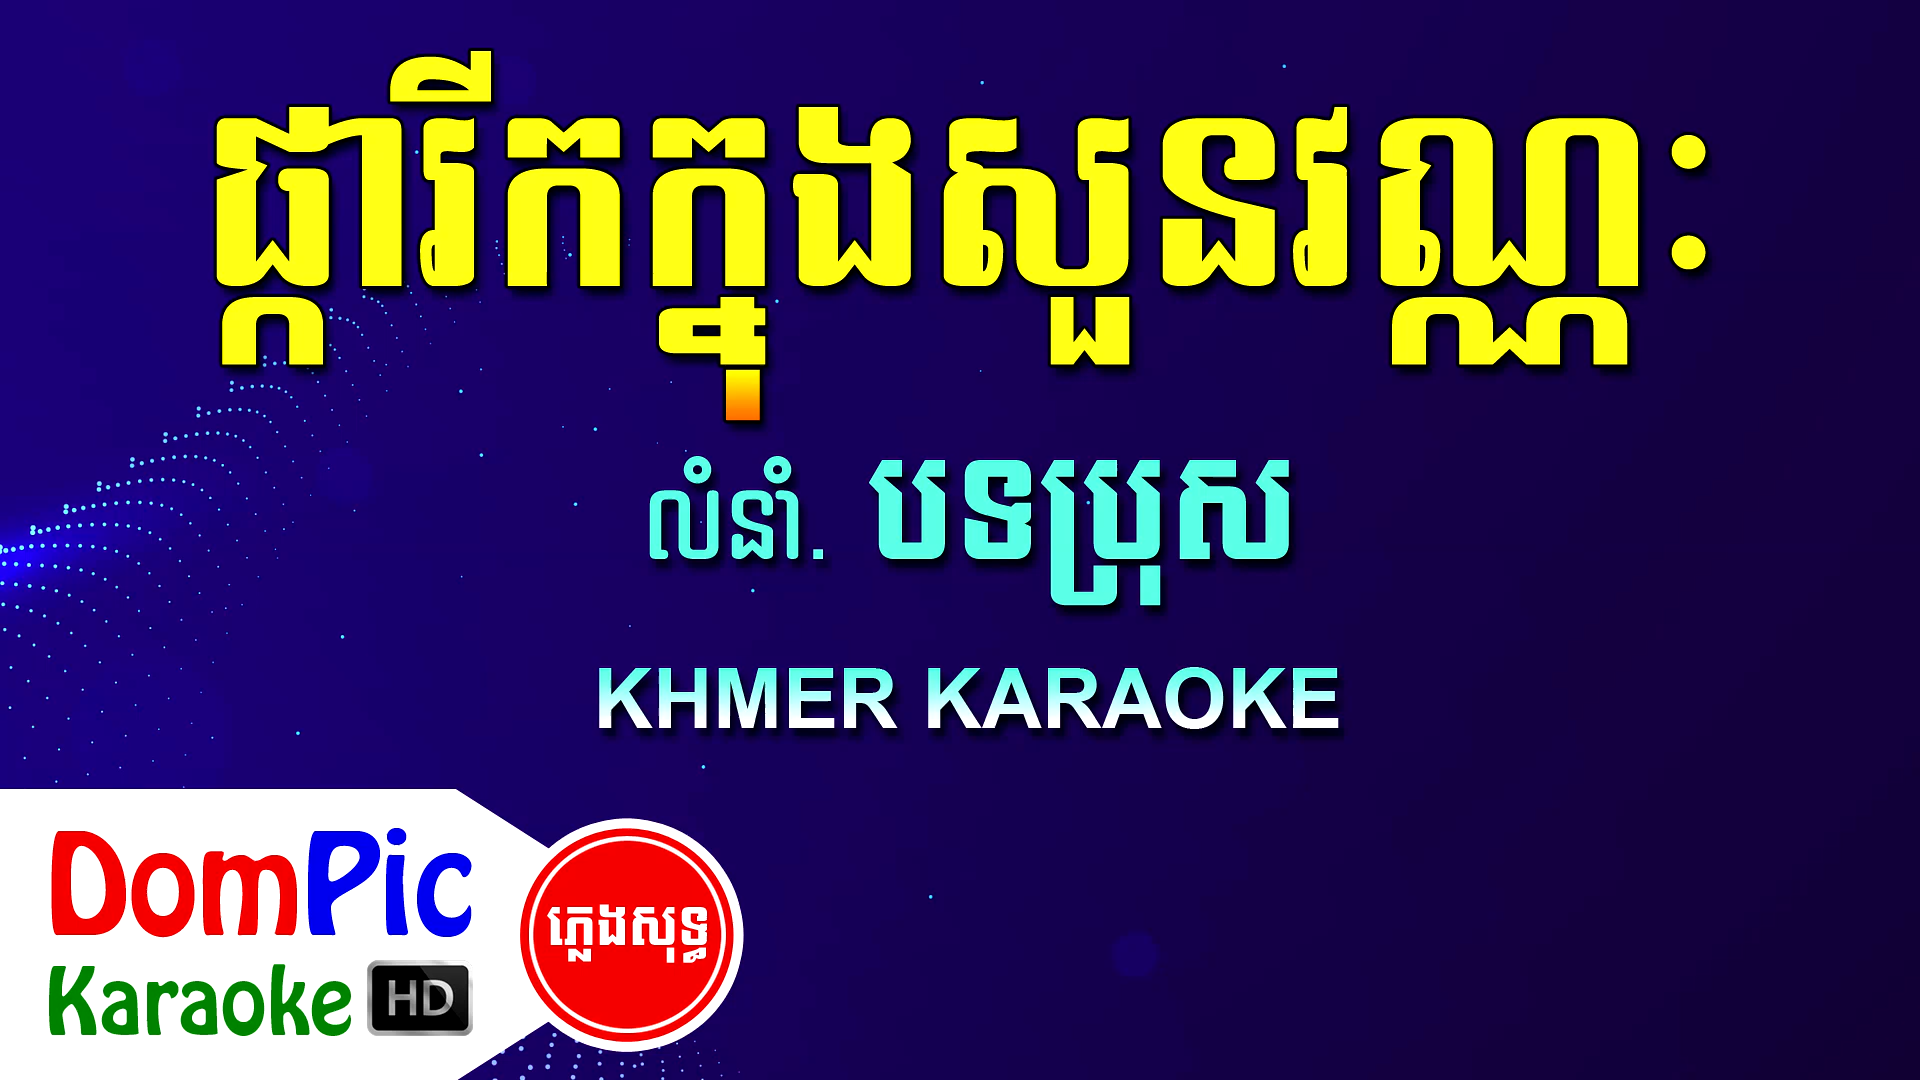 ផ្ការីកក្នុងសួនវណ្ណៈ
លំនាំ. បទប្រុស
KHMER KARAOKE
DomPic
Karaoke HD
ភ្លេងសុទ្ធ